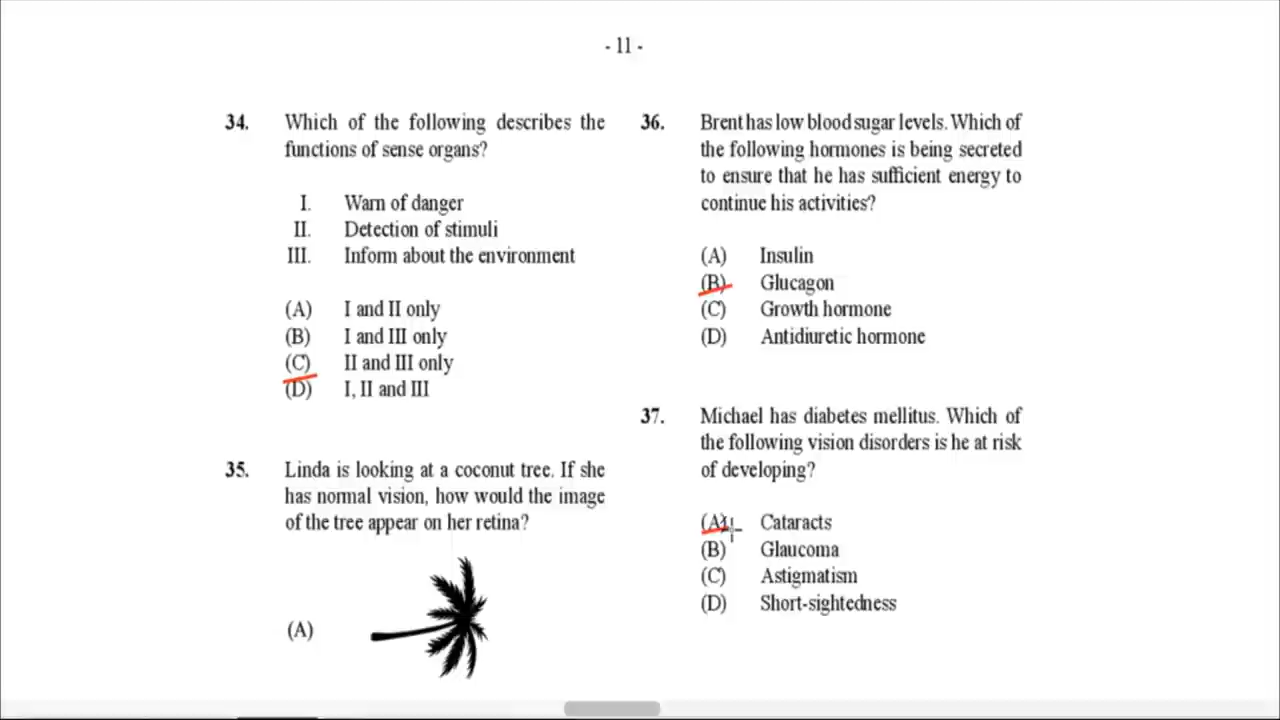 - 11 -
34. Which of the following describes the
functions of sense organs?
I. Warn of danger
II. Detection of stimuli
III. Inform about the environment
(A) I and II only
(B) I and III only
(C) II and III only
(D) I, II and III
35. Linda is looking at a coconut tree. If she
has normal vision, how would the image
of the tree appear on her retina?
(A)
36. Brent has low blood sugar levels. Which of
the following hormones is being secreted
to ensure that he has sufficient energy to
continue his activities?
(A) Insulin
(B) Glucagon
(C) Growth hormone
(D) Antidiuretic hormone
37. Michael has diabetes mellitus. Which of
the following vision disorders is he at risk
of developing?
(A) Cataracts
(B) Glaucoma
(C) Astigmatism
(D) Short-sightedness